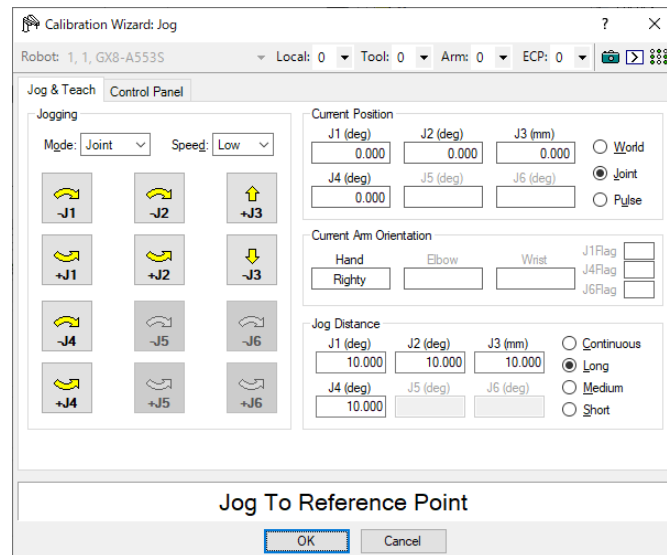 Calibration Wizard: Jog ? ✕
Robot: 1, 1, GX8-A553S Local: 0 Tool: 0 Arm: 0 ECP: 0
Jog & Teach Control Panel
Jogging
Mode: Joint Speed: Low
-J1 -J2 +J3
+J1 +J2 -J3
-J4 -J5 -J6
+J4 +J5 +J6
Current Position
J1 (deg) J2 (deg) J3 (mm)
0.000 0.000 0.000
World
J4 (deg) J5 (deg) J6 (deg)
Joint
0.000
Pulse
Current Arm Orientation
Hand Elbow Wrist
Righty
J1Flag
J4Flag
J6Flag
Jog Distance
J1 (deg) J2 (deg) J3 (mm)
10.000 10.000 10.000
J4 (deg) J5 (deg) J6 (deg)
10.000
Continuous
Long
Medium
Short
Jog To Reference Point
OK Cancel